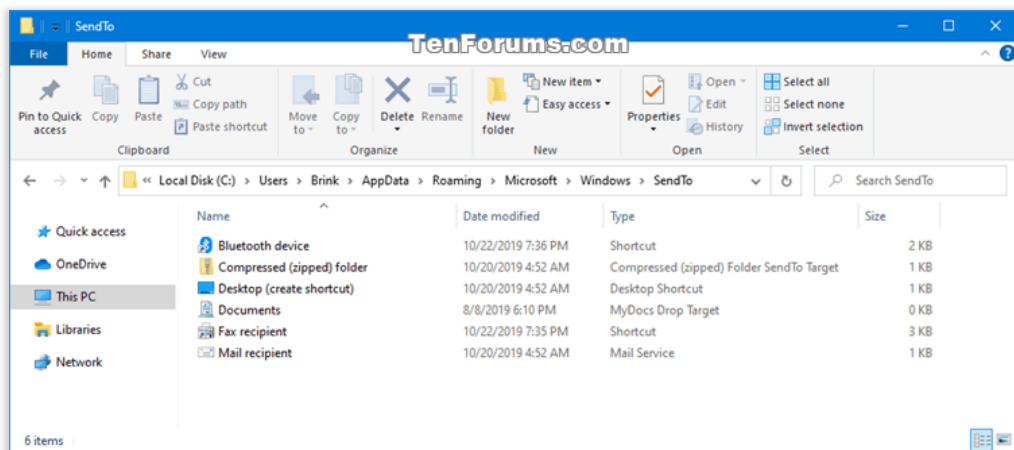 SendTo
TenForums.com
File Home Share View
Pin to Quick access
Copy
Paste
Cut
Copy path
Paste shortcut
Clipboard
Move to
Copy to
Delete
Rename
Organize
New folder
New item
Easy access
New
Properties
Open
Edit
History
Open
Select all
Select none
Invert selection
Select
« Local Disk (C:) > Users > Brink > AppData > Roaming > Microsoft > Windows > SendTo
Search SendTo
Quick access
OneDrive
This PC
Libraries
Network
Name Date modified Type Size
Bluetooth device 10/22/2019 7:36 PM Shortcut 2 KB
Compressed (zipped) folder 10/20/2019 4:52 AM Compressed (zipped) Folder SendTo Target 1 KB
Desktop (create shortcut) 10/20/2019 4:52 AM Desktop Shortcut 1 KB
Documents 8/8/2019 6:10 PM MyDocs Drop Target 0 KB
Fax recipient 10/22/2019 7:35 PM Shortcut 3 KB
Mail recipient 10/20/2019 4:52 AM Mail Service 1 KB
6 items